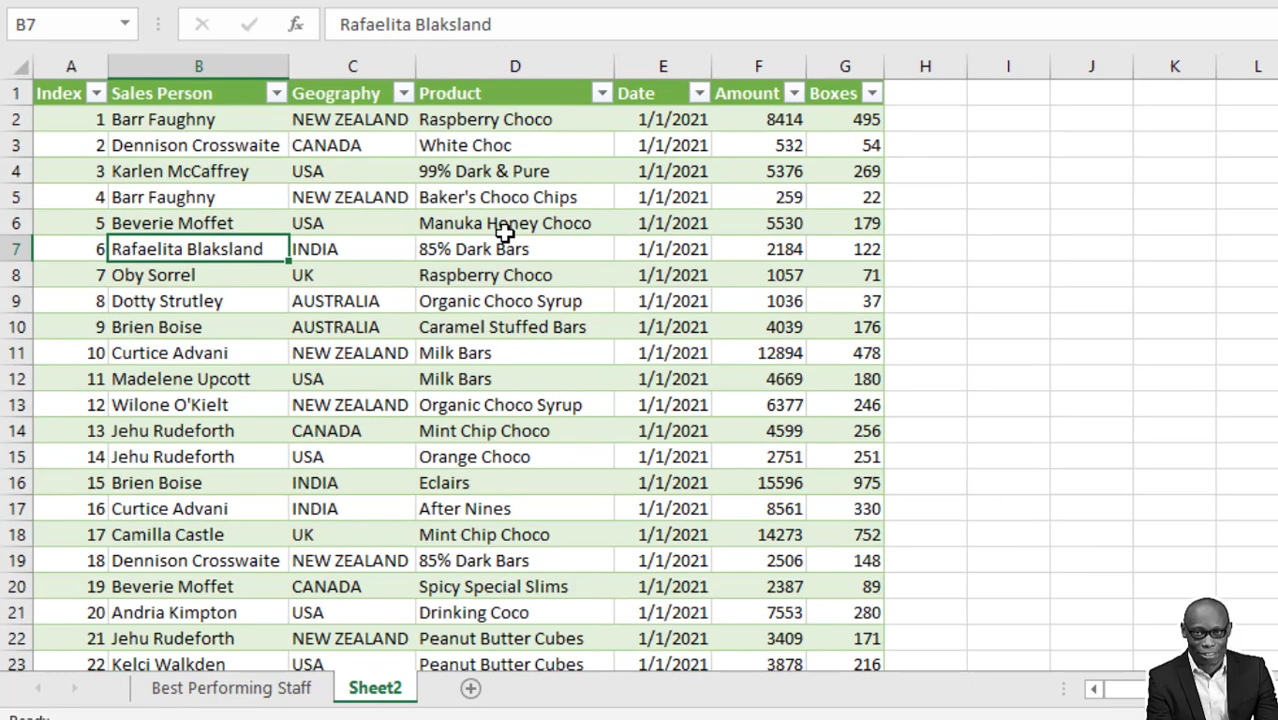 B7 fx Rafaelita Blaksland
A B C D E F G H I J K L
1 Index Sales Person Geography Product Date Amount Boxes
2 1 Barr Faughny NEW ZEALAND Raspberry Choco 1/1/2021 8414 495
3 2 Dennison Crosswaite CANADA White Choc 1/1/2021 532 54
4 3 Karlen McCaffrey USA 99% Dark & Pure 1/1/2021 5376 269
5 4 Barr Faughny NEW ZEALAND Baker's Choco Chips 1/1/2021 259 22
6 5 Beverie Moffet USA Manuka Honey Choco 1/1/2021 5530 179
7 6 Rafaelita Blaksland INDIA 85% Dark Bars 1/1/2021 2184 122
8 7 Oby Sorrel UK Raspberry Choco 1/1/2021 1057 71
9 8 Dotty Strutley AUSTRALIA Organic Choco Syrup 1/1/2021 1036 37
10 9 Brien Boise AUSTRALIA Caramel Stuffed Bars 1/1/2021 4039 176
11 10 Curtice Advani NEW ZEALAND Milk Bars 1/1/2021 12894 478
12 11 Madelene Upcott USA Milk Bars 1/1/2021 4669 180
13 12 Wilone O'Kielt NEW ZEALAND Organic Choco Syrup 1/1/2021 6377 246
14 13 Jehu Rudeforth CANADA Mint Chip Choco 1/1/2021 4599 256
15 14 Jehu Rudeforth USA Orange Choco 1/1/2021 2751 251
16 15 Brien Boise INDIA Eclairs 1/1/2021 15596 975
17 16 Curtice Advani INDIA After Nines 1/1/2021 8561 330
18 17 Camilla Castle UK Mint Chip Choco 1/1/2021 14273 752
19 18 Dennison Crosswaite NEW ZEALAND 85% Dark Bars 1/1/2021 2506 148
20 19 Beverie Moffet CANADA Spicy Special Slims 1/1/2021 2387 89
21 20 Andria Kimpton USA Drinking Coco 1/1/2021 7553 280
22 21 Jehu Rudeforth NEW ZEALAND Peanut Butter Cubes 1/1/2021 3409 171
23 22 Kelci Walkden USA Peanut Butter Cubes 1/1/2021 3878 216
Best Performing Staff Sheet2